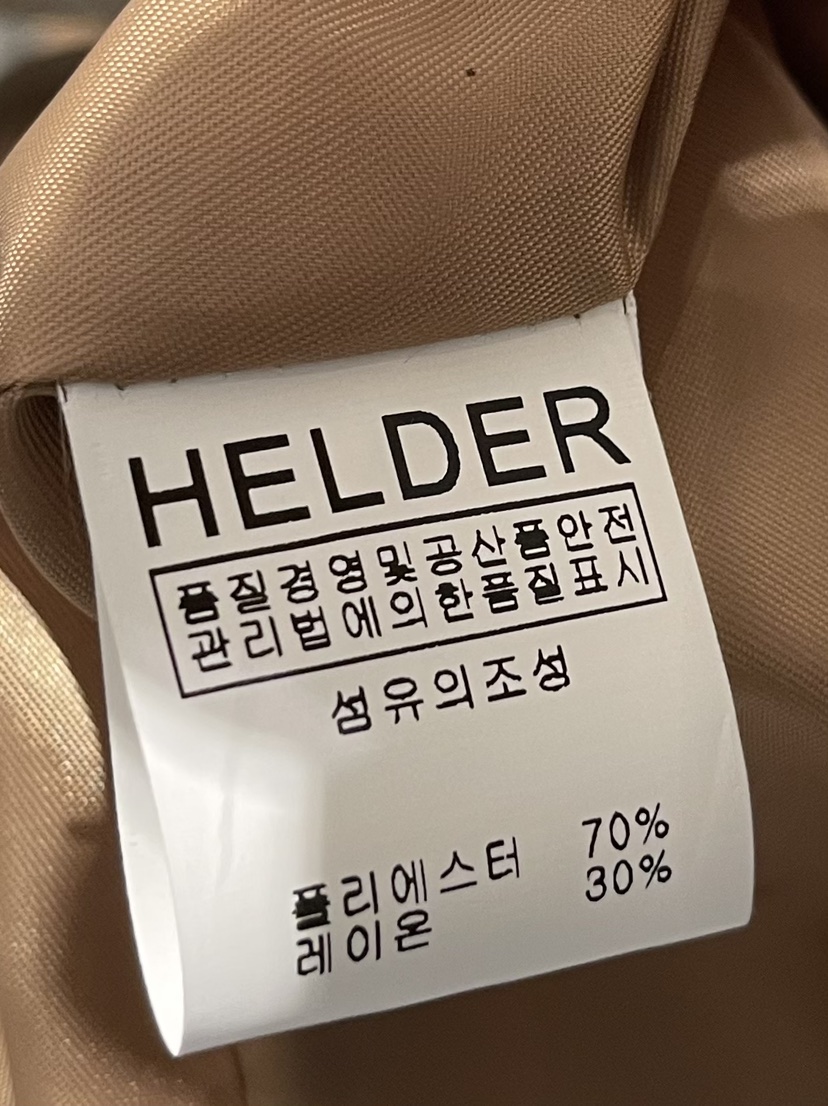 HELDER
품질경영및공산품안전
관리법에의한품질표시
섬유의조성
폴리에스터 70%
레이온 30%